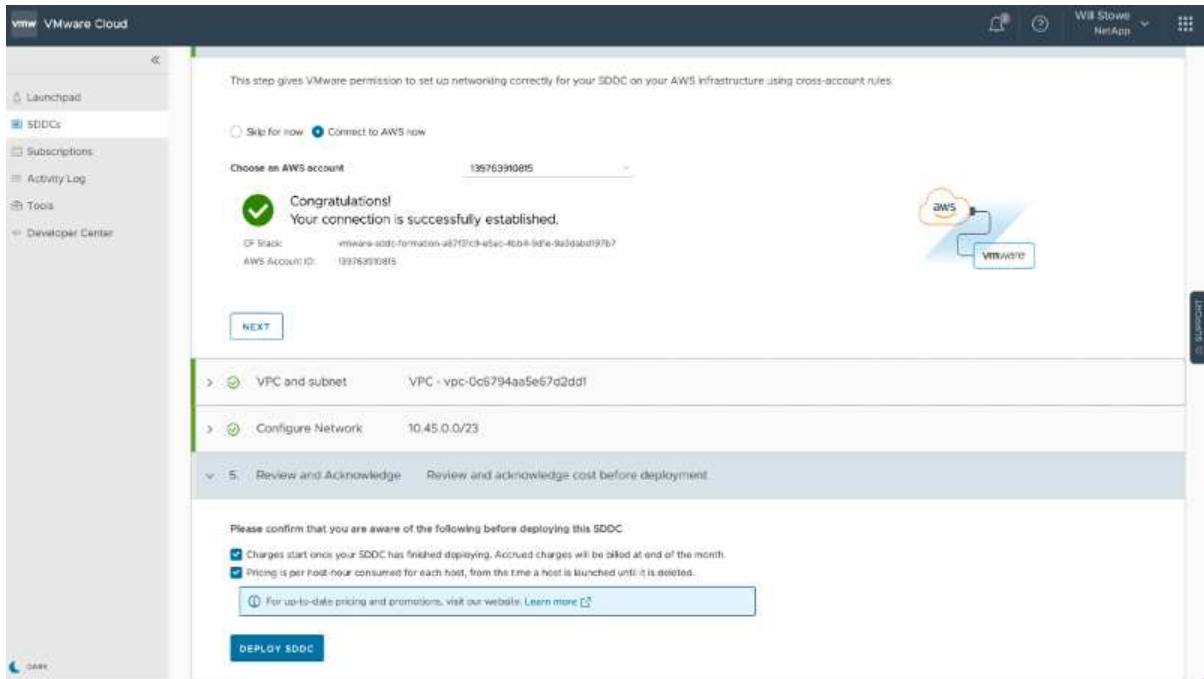 vmw VMware Cloud
Will Stowe
NetApp
Launchpad
SDDCs
Subscriptions
Activity Log
Tools
Developer Center
DARK
This step gives VMware permission to set up networking correctly for your SDDC on your AWS infrastructure using cross-account rules.
Skip for now Connect to AWS now
Choose an AWS account 139763910815
Congratulations!
Your connection is successfully established.
CF Stack:
AWS Account ID: 139763910815
aws
vmware
NEXT
SUPPORT
VPC and subnet VPC - vpc-0c6794aa5e67d2dd1
Configure Network 10.45.0.0/23
5. Review and Acknowledge Review and acknowledge cost before deployment
Please confirm that you are aware of the following before deploying this SDDC
Charges start once your SDDC has finished deploying. Accrued charges will be billed at end of the month.
Pricing is per host-hour consumed for each host, from the time a host is launched until it is deleted.
For up-to-date pricing and promotions, visit our website. Learn more
DEPLOY SDDC